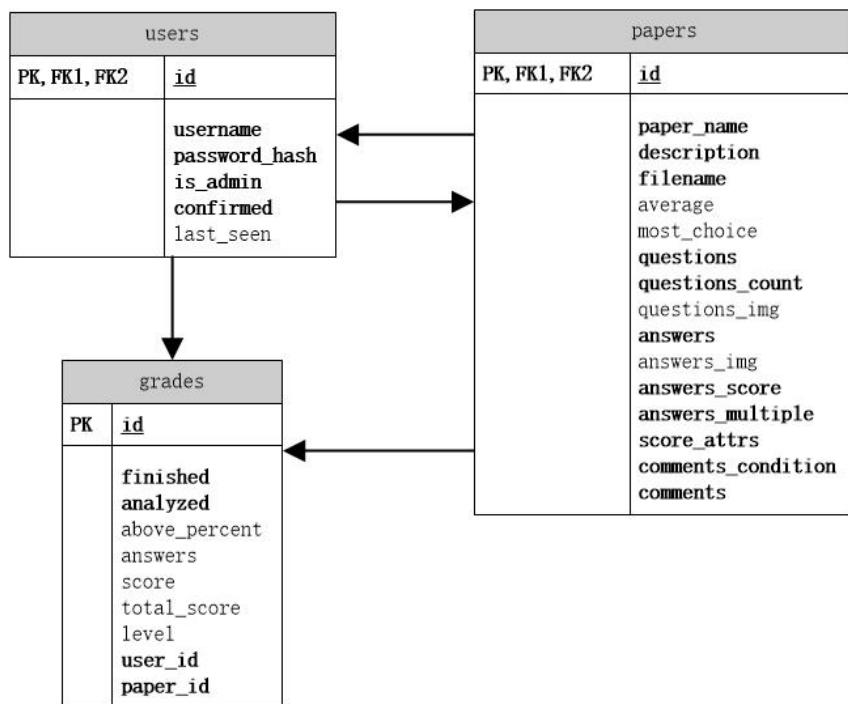 users
PK, FK1, FK2 id
username
password_hash
is_admin
confirmed
last_seen
papers
PK, FK1, FK2 id
paper_name
description
filename
average
most_choice
questions
questions_count
questions_img
answers
answers_img
answers_score
answers_multiple
score_attrs
comments_condition
comments
grades
PK id
finished
analyzed
above_percent
answers
score
total_score
level
user_id
paper_id